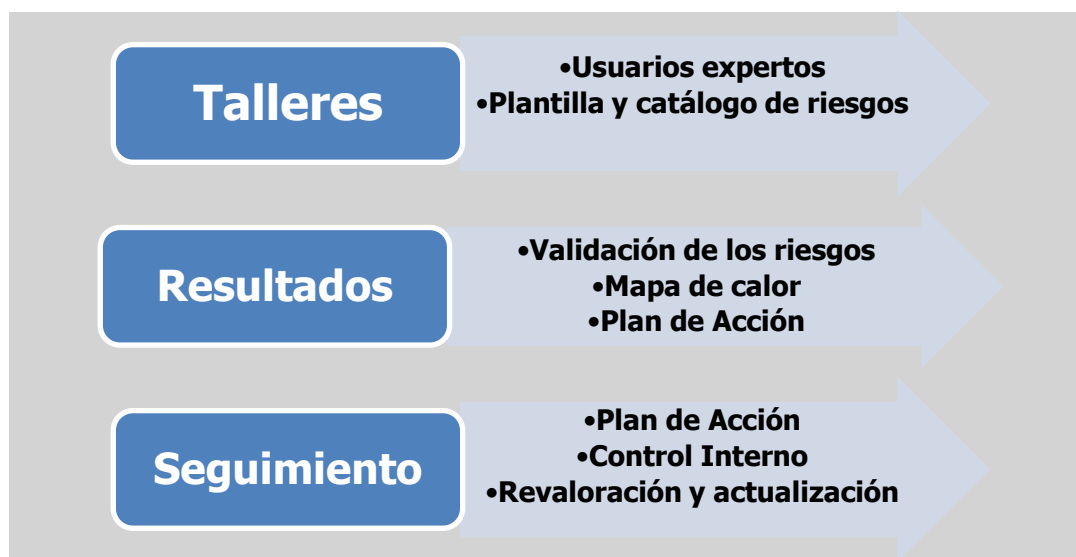 Talleres
•Usuarios expertos
•Plantilla y catálogo de riesgos
Resultados
•Validación de los riesgos
•Mapa de calor
•Plan de Acción
Seguimiento
•Plan de Acción
•Control Interno
•Revaloración y actualización